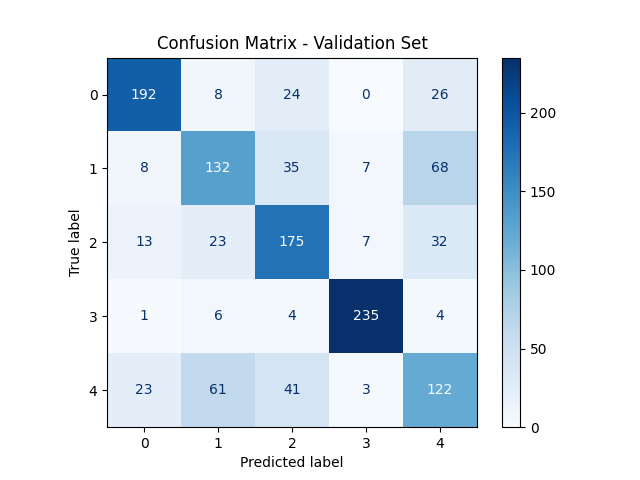 Confusion Matrix - Validation Set
True label
0 192 8 24 0 26
1 8 132 35 7 68
2 13 23 175 7 32
3 1 6 4 235 4
4 23 61 41 3 122
0 1 2 3 4
Predicted label
200
150
100
50
0